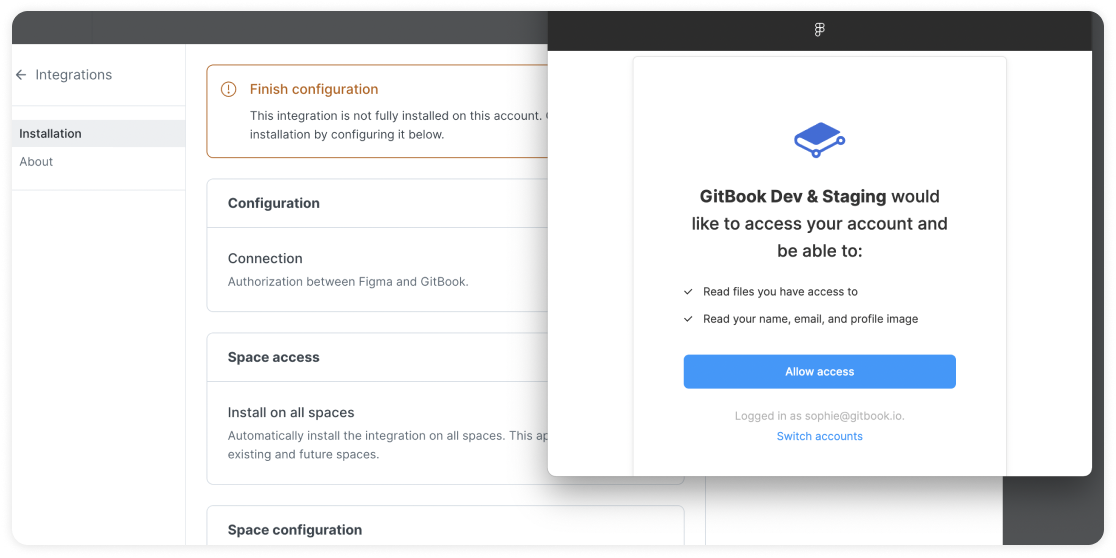 Integrations
Installation
About
Finish configuration
This integration is not fully installed on this account.
installation by configuring it below.
Configuration
Connection
Authorization between Figma and GitBook.
Space access
Install on all spaces
Automatically install the integration on all spaces. This
existing and future spaces.
Space configuration
GitBook Dev & Staging would
like to access your account and
be able to:
Read files you have access to
Read your name, email, and profile image
Allow access
Logged in as sophie@gitbook.io.
Switch accounts